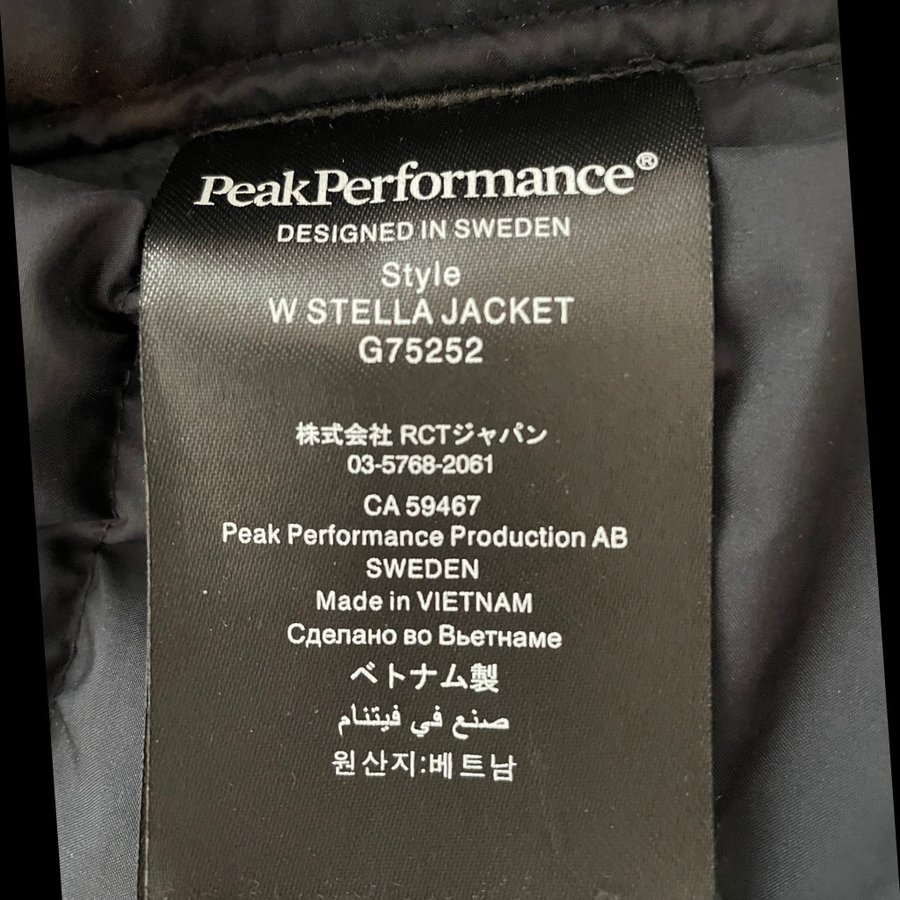 PeakPerformance®
DESIGNED IN SWEDEN
Style
W STELLA JACKET
G75252
株式会社 RCTジャパン
03-5768-2061
CA 59467
Peak Performance Production AB
SWEDEN
Made in VIETNAM
Сделано во Вьетнаме
ベトナム製
صنع في فيتنام
원산지:베트남